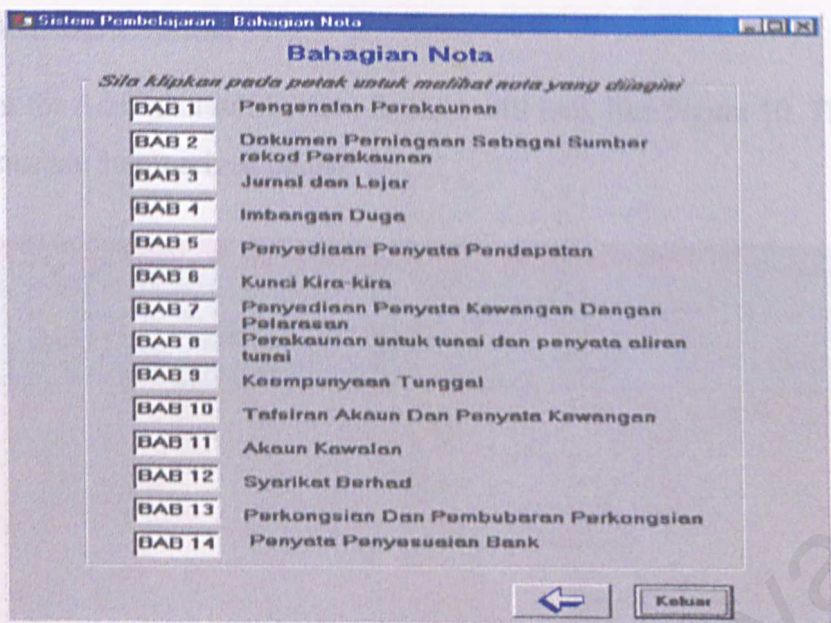 Sistem Pembelajaran : Bahagian Nota
Bahagian Nota
Sila klipkan pada petak untuk melihat nota yang diingini
BAB 1 Pengenalan Perakaunan
BAB 2 Dokumen Perniagaan Sebagai Sumber
rekod Perakaunan
BAB 3 Jurnal dan Lejar
BAB 4 Imbangan Duga
BAB 5 Penyediaan Penyata Pendapatan
BAB 6 Kunci Kira-kira
BAB 7 Penyediaan Penyata Kewangan Dengan
Pelarasan
BAB 8 Perakaunan untuk tunai dan penyata aliran
tunai
BAB 9 Keempunyaan Tunggal
BAB 10 Tafsiran Akaun Dan Penyata Kewangan
BAB 11 Akaun Kawalan
BAB 12 Syarikat Berhad
BAB 13 Perkongsian Dan Pembubaran Perkongsian
BAB 14 Penyata Penyesuaian Bank
Keluar